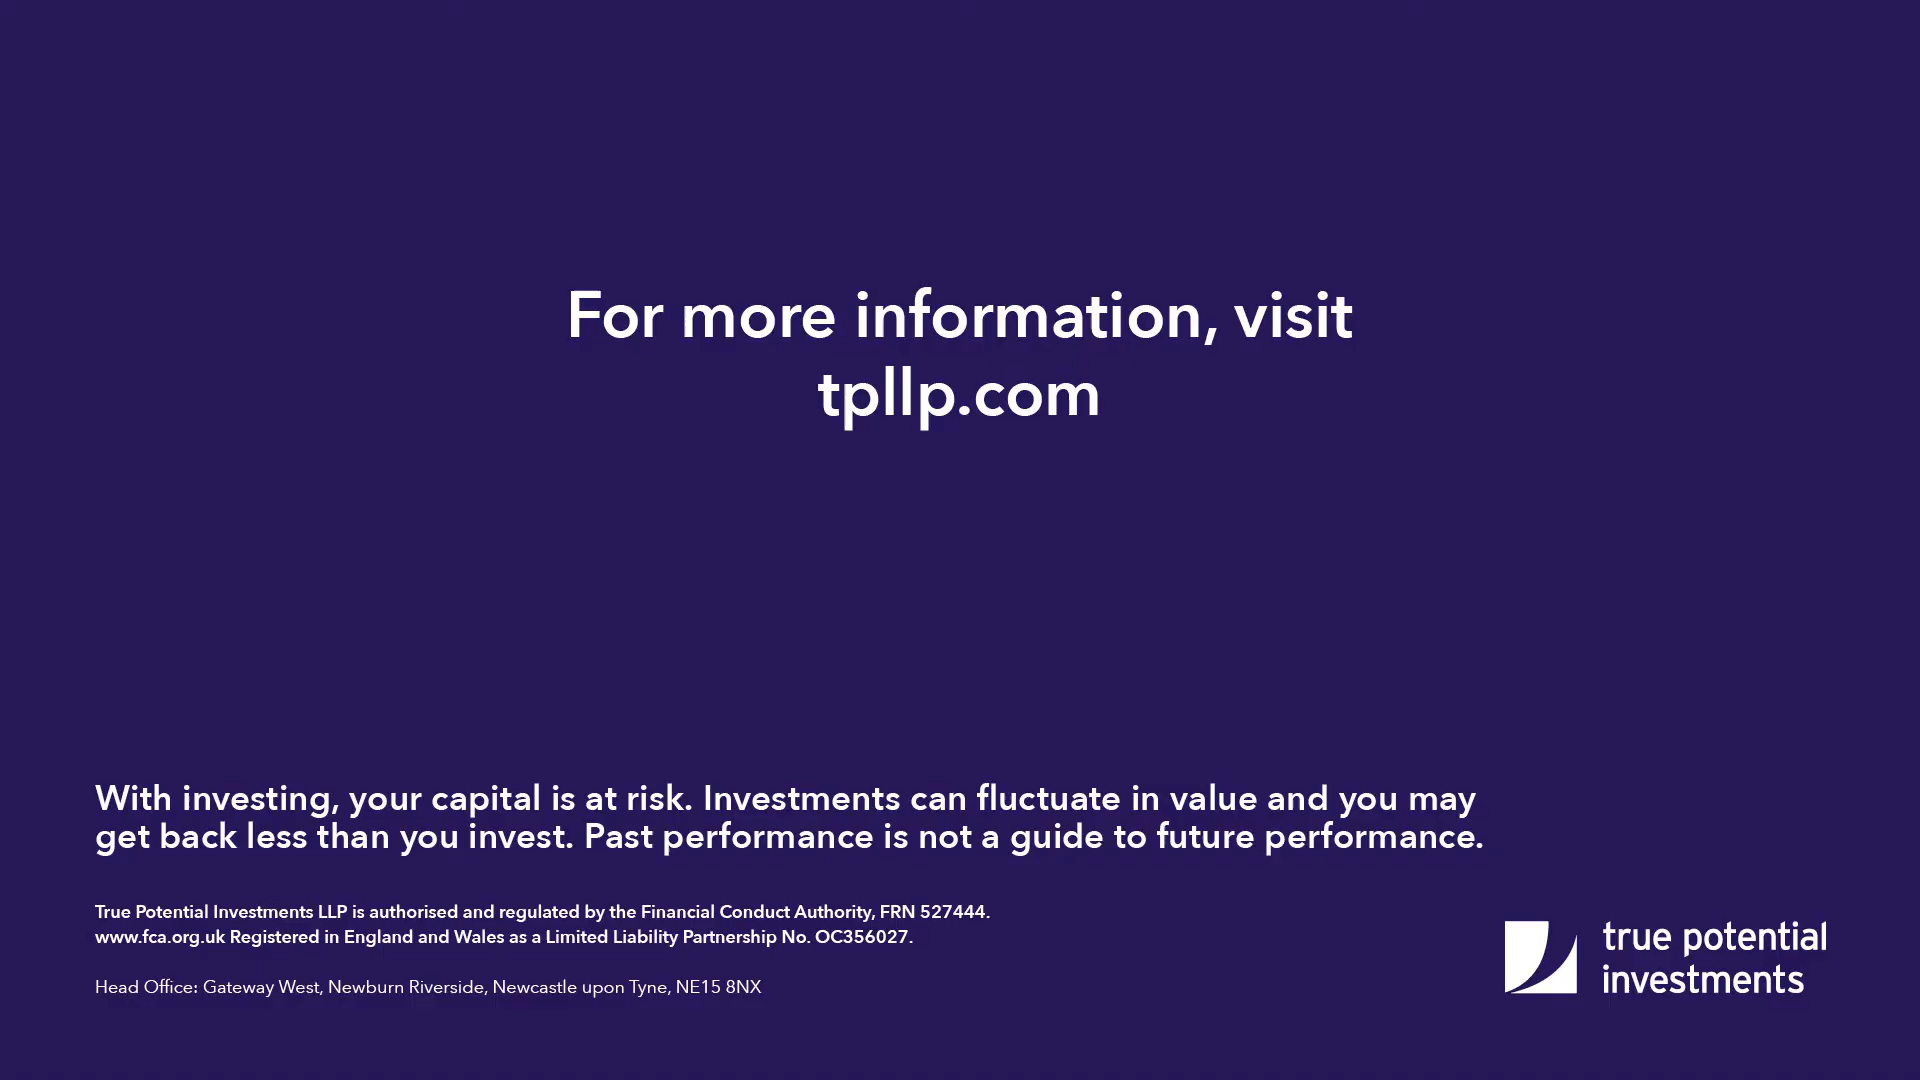 For more information, visit
tpllp.com
With investing, your capital is at risk. Investments can fluctuate in value and you may
get back less than you invest. Past performance is not a guide to future performance.
True Potential Investments LLP is authorised and regulated by the Financial Conduct Authority, FRN 527444.
www.fca.org.uk Registered in England and Wales as a Limited Liability Partnership No. OC356027.
Head Office: Gateway West, Newburn Riverside, Newcastle upon Tyne, NE15 8NX
true potential
investments